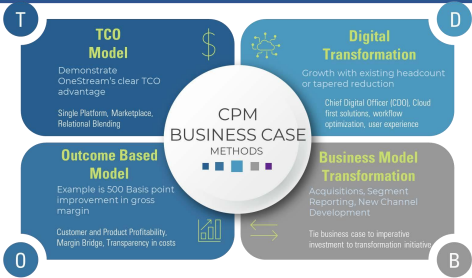 T
TCO
Model
Demonstrate
OneStream's clear TCO
advantage
Single Platform, Marketplace,
Relational Blending
D
Digital
Transformation
Growth with existing headcount
or tapered reduction
Chief Digital Officer (CDO), Cloud
first solutions, workflow
optimization, user experience
CPM
BUSINESS CASE
METHODS
Outcome Based
Model
Example is 500 Basis point
improvement in gross
margin
Customer and Product Profitability,
Margin Bridge, Transparency in costs
O
Business Model
Transformation
Acquisitions, Segment
Reporting, New Channel
Development
Tie business case to imperative
investment to transformation initiative
B